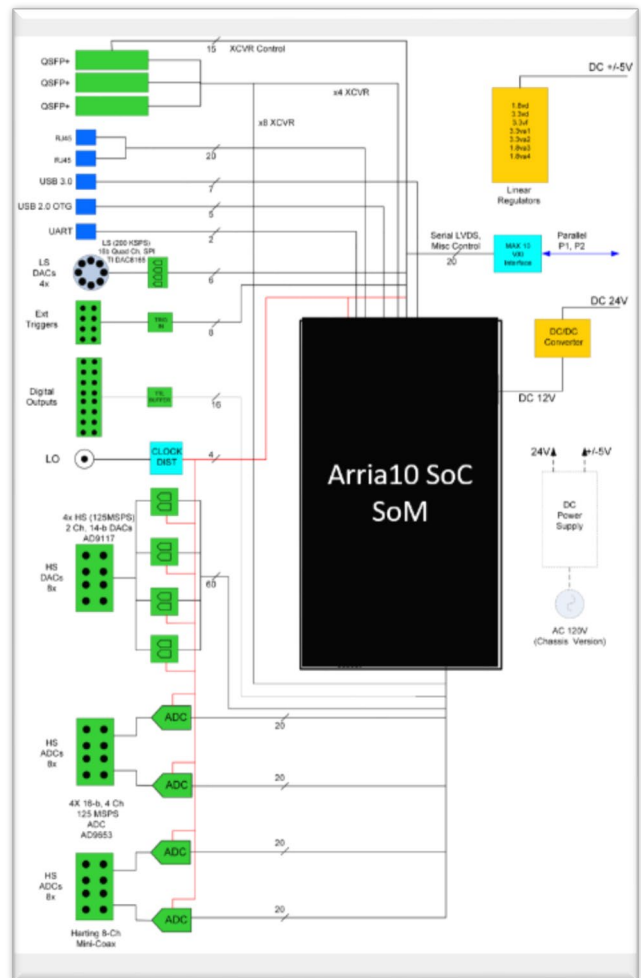 15
XCVR Control
QSFP+
QSFP+
QSFP+
x4 XCVR
x8 XCVR
DC +/-5V
1.8vd
3.3vd
3.3vf
3.3va1
3.3va2
1.8va3
1.8va4
Linear
Regulators
RJ45
RJ45
20
USB 3.0
7
USB 2.0 OTG
5
UART
2
LS (200 KSPS)
16b Quad Ch, SPI
TI DAC8165
LS
DACs
4x
6
Serial LVDS,
Misc Control
20
MAX 10
VXI
Interface
Parallel
P1, P2
Ext
Triggers
TRIG
IN
8
DC 24V
DC/DC
Converter
DC 12V
Digital
Outputs
TTL
BUFFER
16
LO
CLOCK
DIST
4
Arria10 SoC
SoM
24V
+/-5V
DC
Power
Supply
AC 120V
(Chassis Version)
4x HS (125MSPS)
2 Ch, 14-b DACs
AD9117
HS
DACs
8x
60
HS
ADCs
8x
ADC
20
ADC
20
4X 16-b, 4 Ch
125 MSPS
ADC
AD9653
HS
ADCs
8x
ADC
20
ADC
20
Harting 8-Ch
Mini-Coax